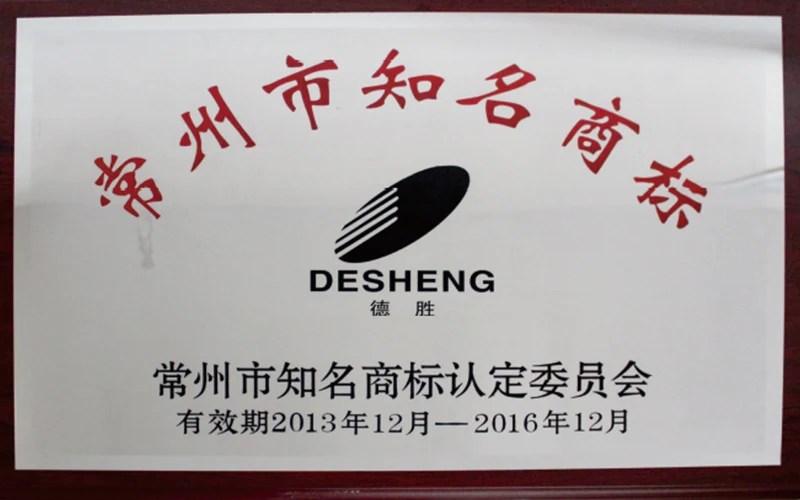 常州市知名商标
DESHENG
德胜
常州市知名商标认定委员会
有效期2013年12月—2016年12月